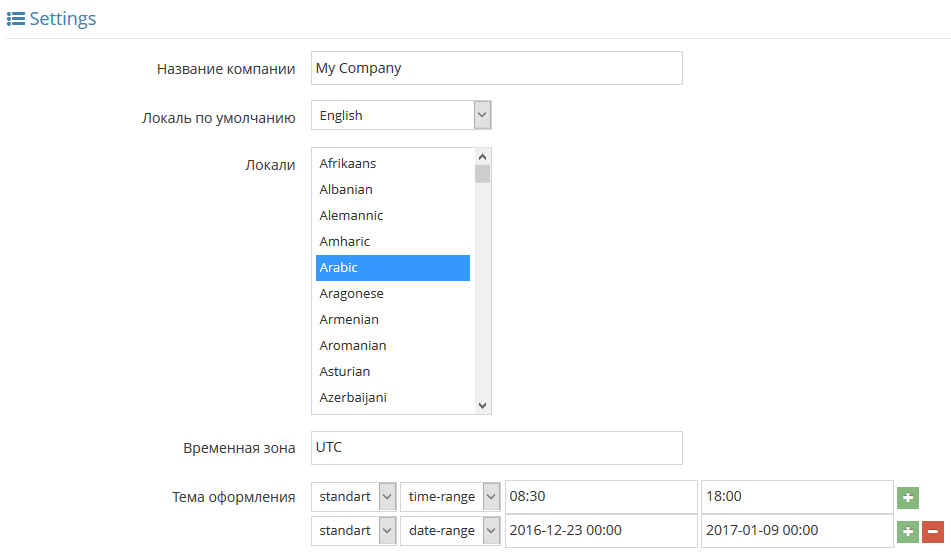 Settings
Название компании My Company
Локаль по умолчанию English
Локали Afrikaans
Albanian
Alemannic
Amharic
Arabic
Aragonese
Armenian
Aromanian
Asturian
Azerbaijani
Временная зона UTC
Тема оформления standart time-range 08:30 18:00
standart date-range 2016-12-23 00:00 2017-01-09 00:00